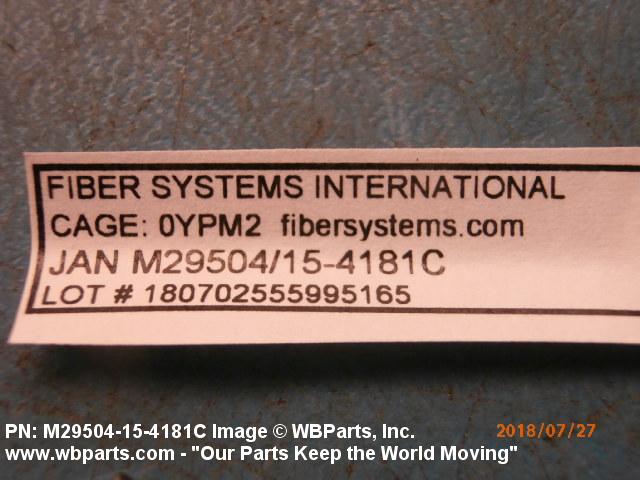 FIBER SYSTEMS INTERNATIONAL
CAGE: 0YPM2 fibersystems.com
JAN M29504/15-4181C
LOT # 180702555995165
PN: M29504-15-4181C Image © WBParts, Inc.
2018/07/27
www.wbparts.com - "Our Parts Keep the World Moving"